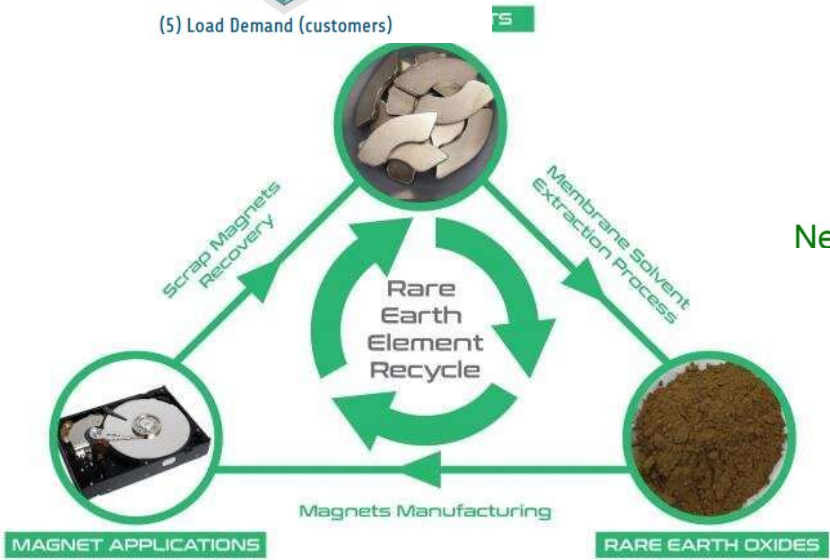 (5) Load Demand (customers)
TS
Scrap Magnets
Recovery
Membrane Solvent
Extraction Process
Ne
Rare
Earth
Element
Recycle
Magnets Manufacturing
MAGNET APPLICATIONS
RARE EARTH OXIDES